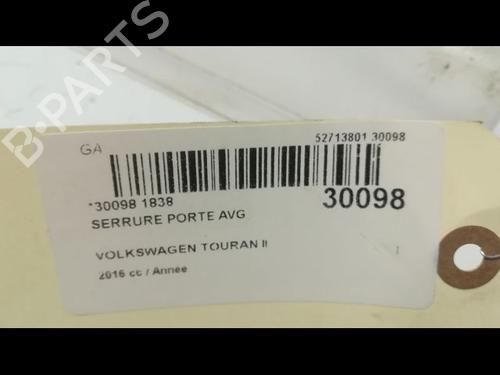 B-PARTS
GA
52713801 30098
*30098 1838
30098
SERRURE PORTE AVG
VOLKSWAGEN TOURAN II
2016 cc / Année